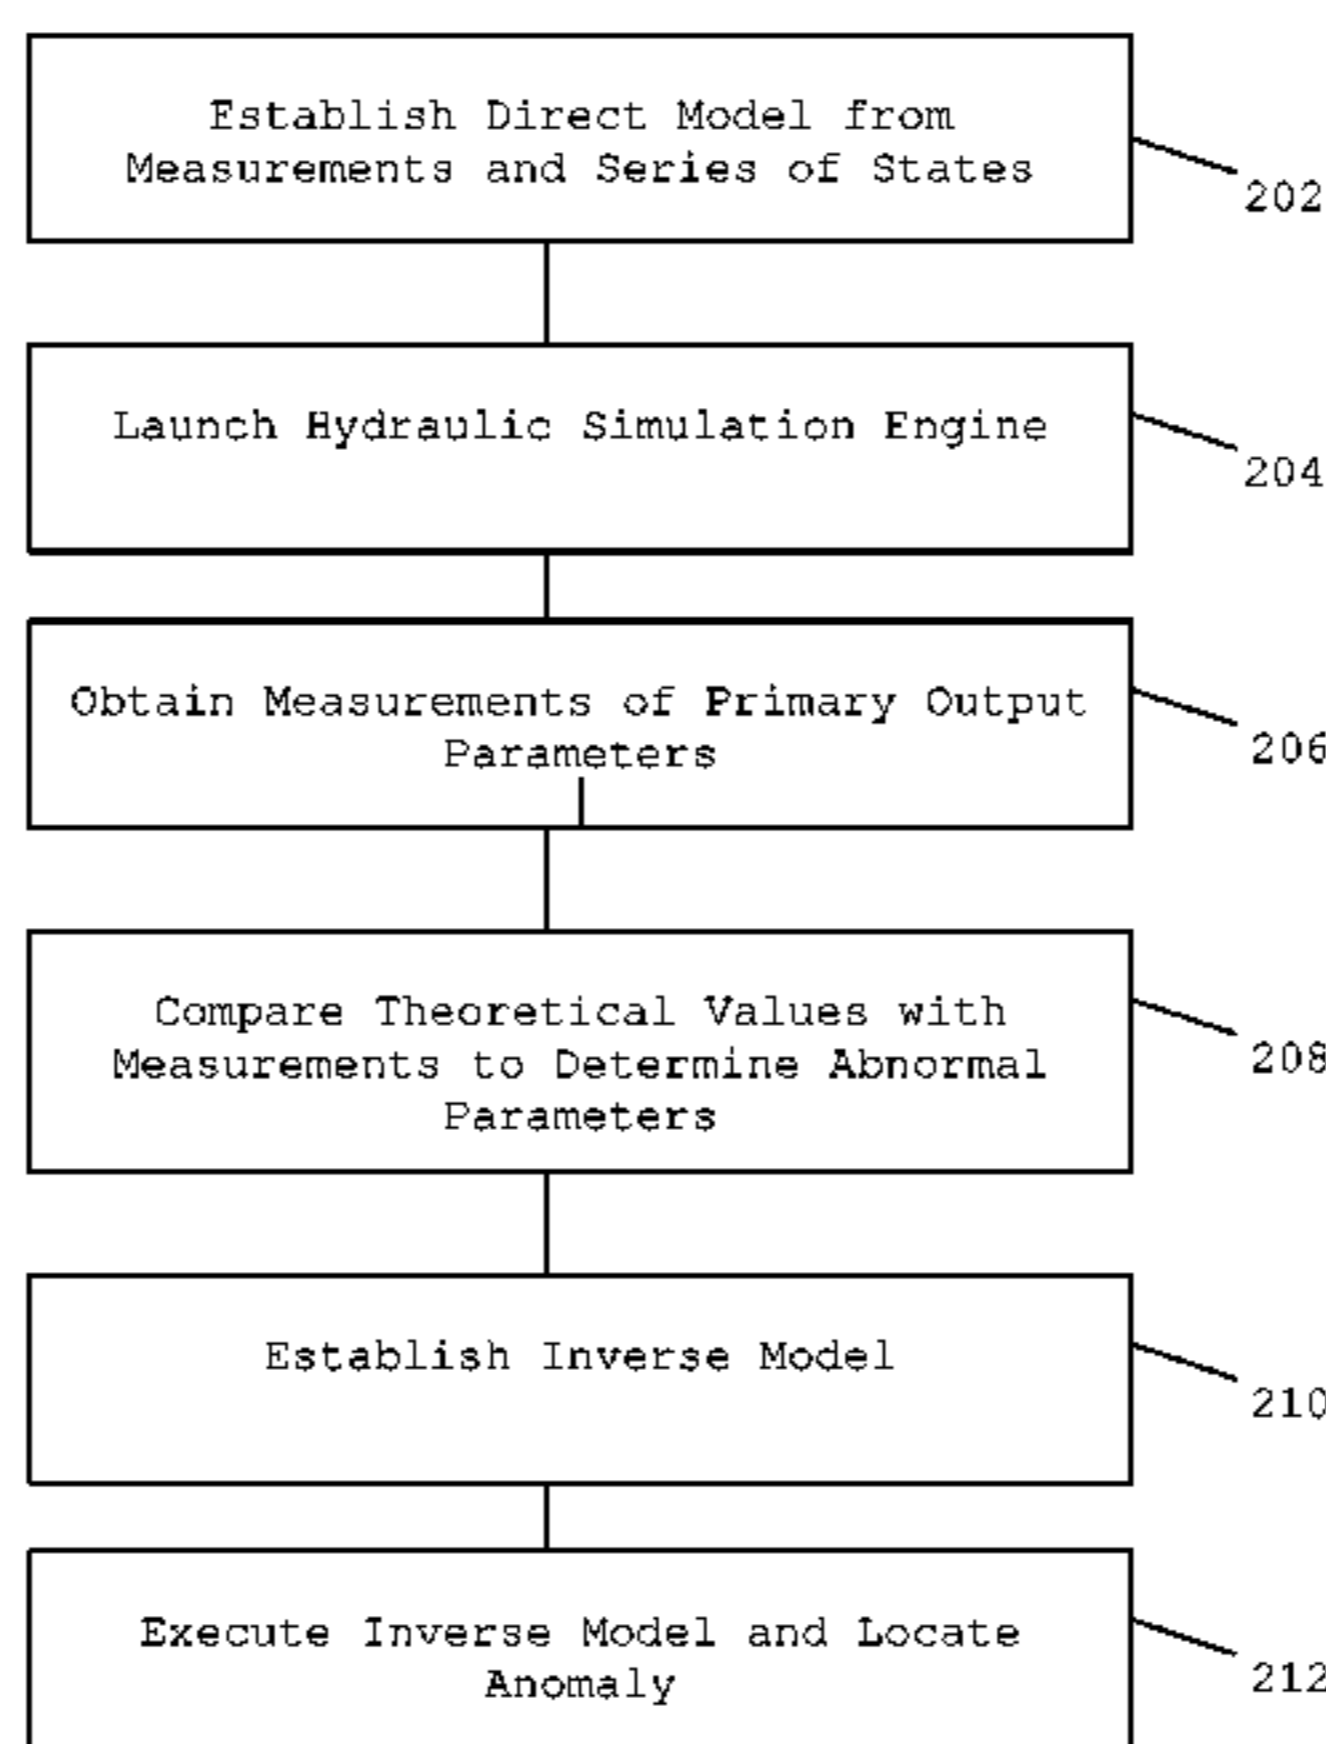 Establish Direct Model from
Measurements and Series of States
202
Launch Hydraulic Simulation Engine
204
Obtain Measurements of Primary Output
Parameters
206
Compare Theoretical Values with
Measurements to Determine Abnormal
Parameters
208
Establish Inverse Model
210
Execute Inverse Model and Locate
Anomaly
212